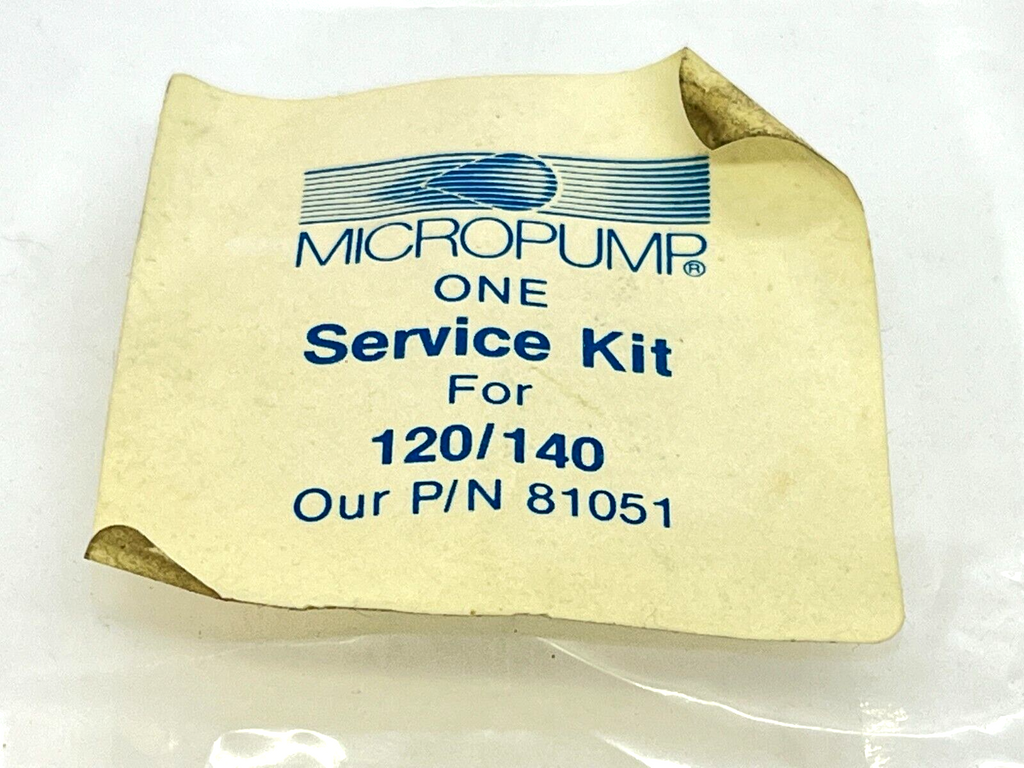 MICROPUMP®
ONE
Service Kit
For
120/140
Our P/N 81051